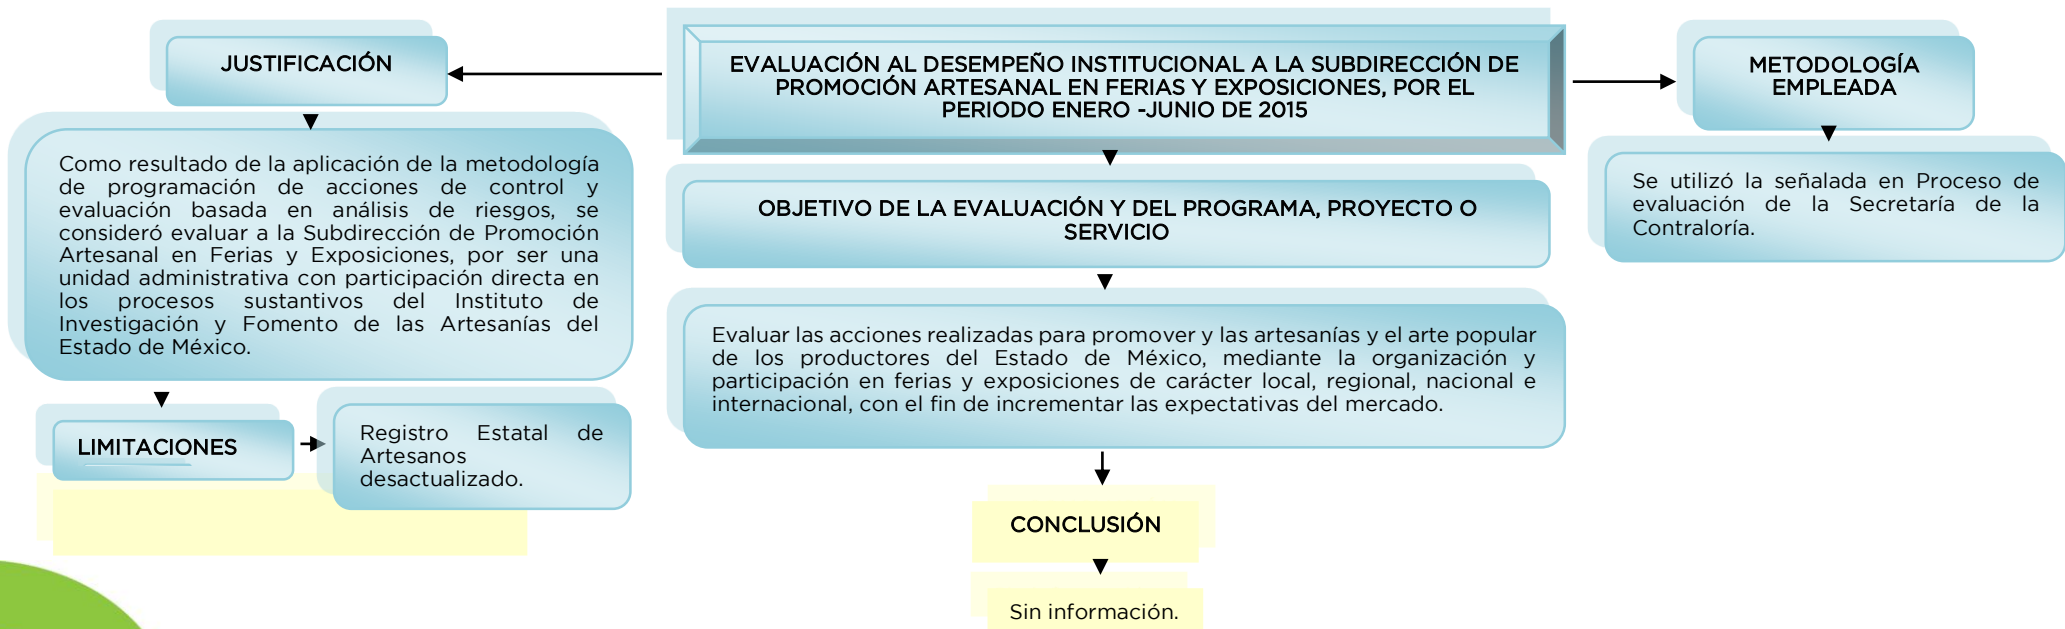 JUSTIFICACIÓN
Como resultado de la aplicación de la metodología
de programación de acciones de control y
evaluación basada en análisis de riesgos, se
consideró evaluar a la Subdirección de Promoción
Artesanal en Ferias y Exposiciones, por ser una
unidad administrativa con participación directa en
los procesos sustantivos del Instituto de
Investigación y Fomento de las Artesanías del
Estado de México.
LIMITACIONES
Registro Estatal de
Artesanos
desactualizado.
EVALUACIÓN AL DESEMPEÑO INSTITUCIONAL A LA SUBDIRECCIÓN DE
PROMOCIÓN ARTESANAL EN FERIAS Y EXPOSICIONES, POR EL
PERIODO ENERO -JUNIO DE 2015
OBJETIVO DE LA EVALUACIÓN Y DEL PROGRAMA, PROYECTO O
SERVICIO
Evaluar las acciones realizadas para promover y las artesanías y el arte popular
de los productores del Estado de México, mediante la organización y
participación en ferias y exposiciones de carácter local, regional, nacional e
internacional, con el fin de incrementar las expectativas del mercado.
CONCLUSIÓN
Sin información.
METODOLOGÍA
EMPLEADA
Se utilizó la señalada en Proceso de
evaluación de la Secretaría de la
Contraloría.